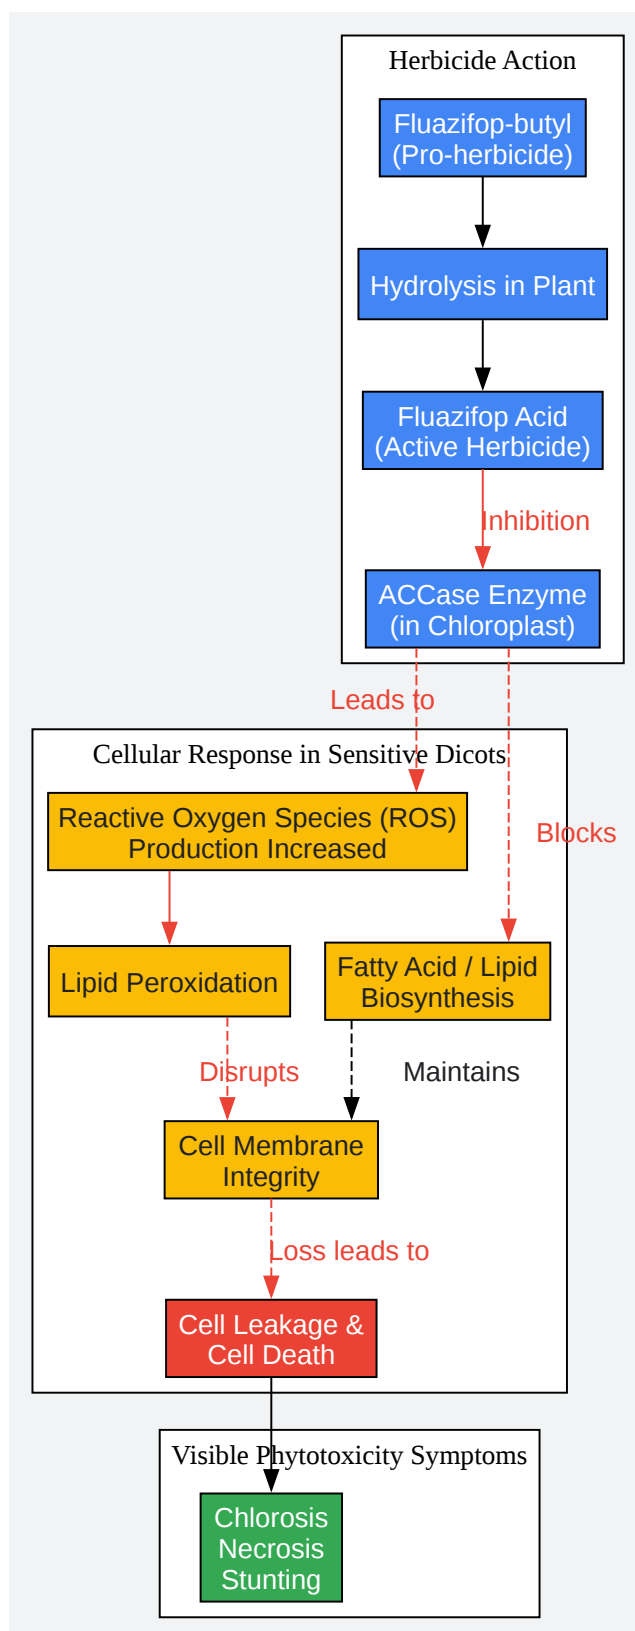 Herbicide Action
Fluazifop-butyl
(Pro-herbicide)
Hydrolysis in Plant
Fluazifop Acid
(Active Herbicide)
Inhibition
ACCase Enzyme
(in Chloroplast)
Leads to
Cellular Response in Sensitive Dicots
Reactive Oxygen Species (ROS)
Production Increased
Blocks
Lipid Peroxidation
Fatty Acid / Lipid
Biosynthesis
Disrupts
Maintains
Cell Membrane
Integrity
Loss leads to
Cell Leakage &
Cell Death
Visible Phytotoxicity Symptoms
Chlorosis
Necrosis
Stunting